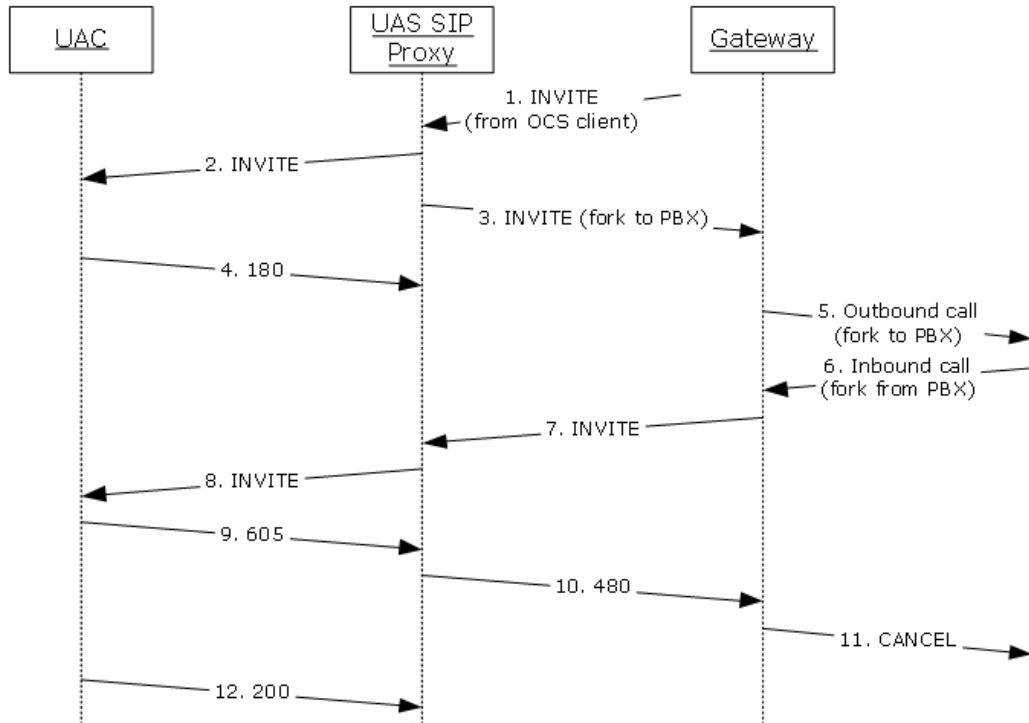 UAC
UAS SIP
Proxy
Gateway
1. INVITE
(from OCS client)
2. INVITE
3. INVITE (fork to PBX)
4. 180
5. Outbound call
(fork to PBX)
6. Inbound call
(fork from PBX)
7. INVITE
8. INVITE
9. 605
10. 480
11. CANCEL
12. 200